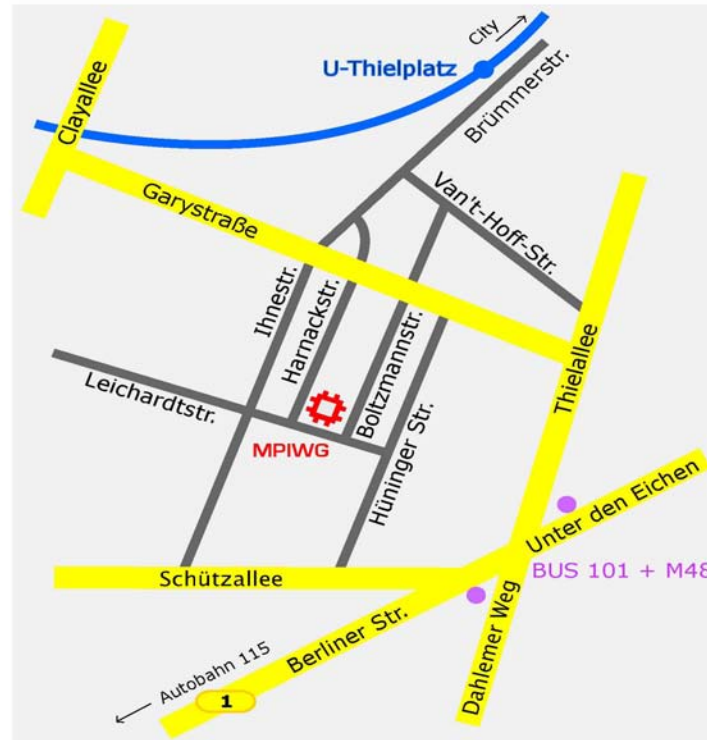 City
U-Thielplatz
Clayallee
Brümmerstr.
Van't-Hoff-Str.
Garystraße
Ihnestr.
Harnackstr.
Boltzmannstr.
Thielallee
Leichardtstr.
MPIWG
Hüninger Str.
Unter den Eichen
Schützallee
BUS 101 + M48
Berliner Str.
Dahlemer Weg
Autobahn 115
1